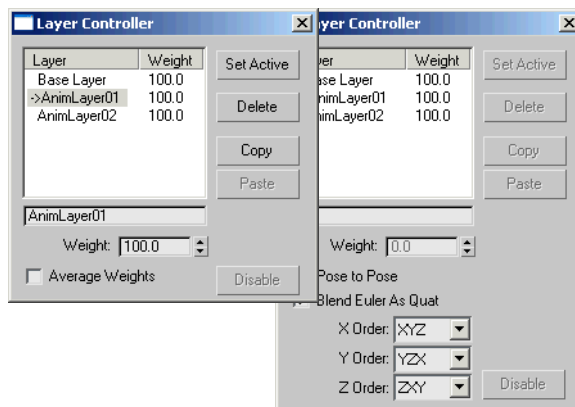 Layer Controller
Layer Weight
Base Layer 100.0
->AnimLayer01 100.0
AnimLayer02 100.0
Set Active
Delete
Copy
Paste
AnimLayer01
Weight: 100.0
Average Weights
Disable
yer Controller
yer Weight
ase Layer 100.0
nimLayer01 100.0
nimLayer02 100.0
Set Active
Delete
Copy
Paste
Weight: 0.0
Pose to Pose
Blend Euler As Quat
X Order: XYZ
Y Order: YZX
Z Order: ZXY
Disable